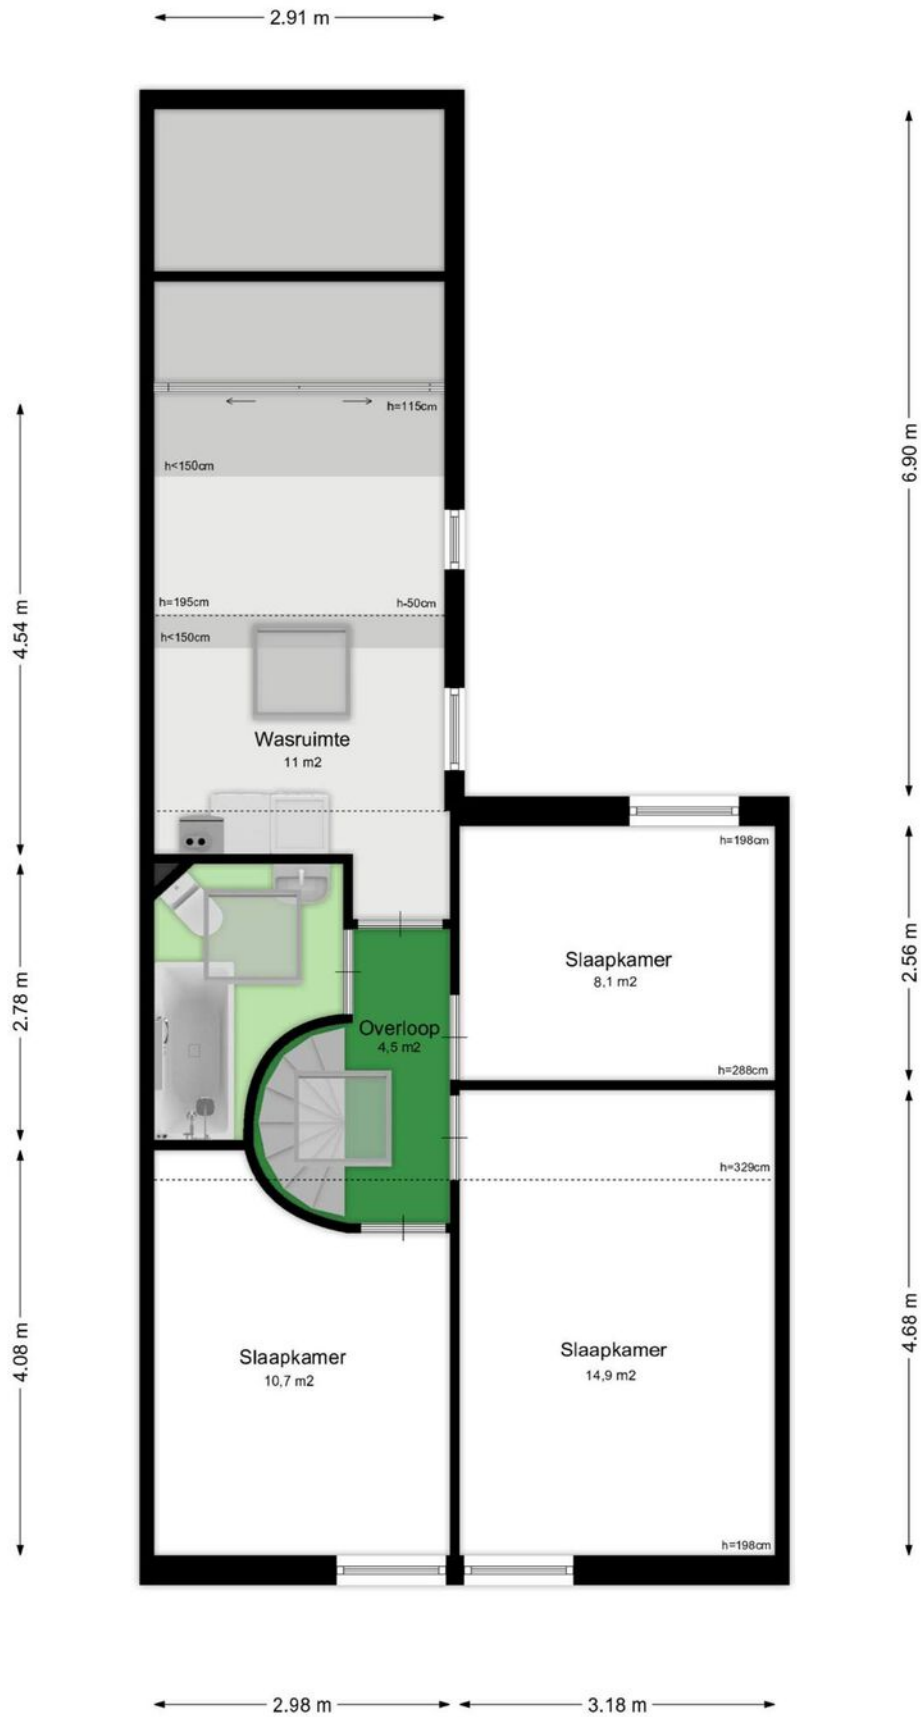 2.91 m
h=115cm
h<150cm
6.90 m
h=195cm
h-50cm
h<150cm
4.54 m
Wasruimte
11 m2
h=198cm
Slaapkamer
8,1 m2
2.56 m
2.78 m
Overloop
4,5 m2
h=288cm
h=329cm
4.08 m
4.68 m
Slaapkamer
10,7 m2
Slaapkamer
14,9 m2
h=198cm
2.98 m
3.18 m